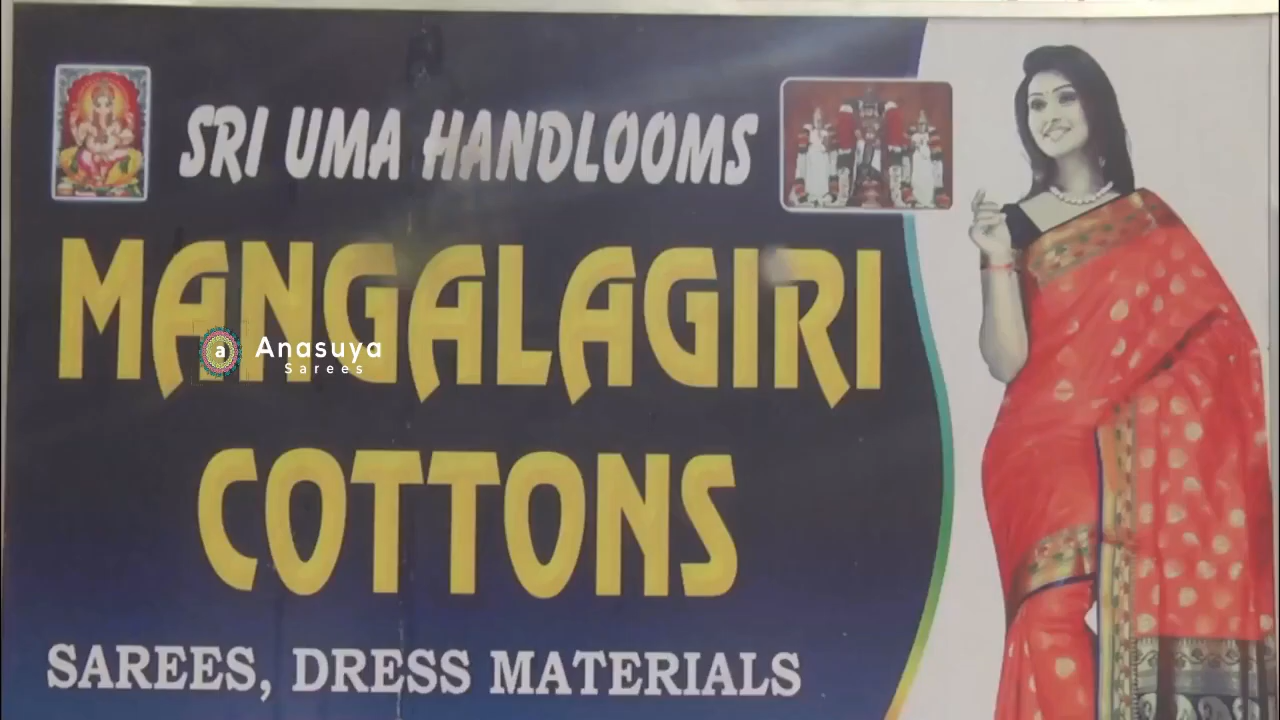 SRI UMA HANDLOOMS
MANGALAGIRI
a Anasuya
Sarees
COTTONS
SAREES, DRESS MATERIALS